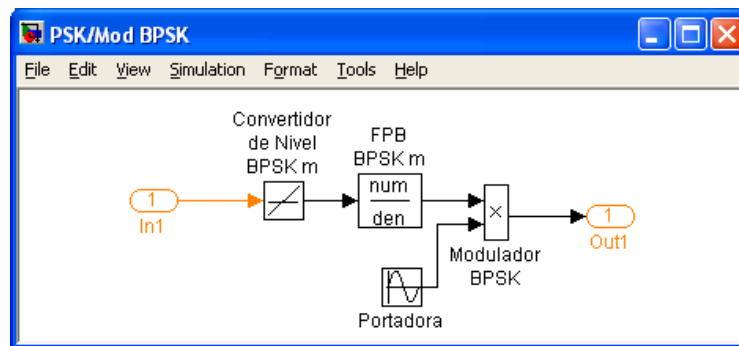 PSK/Mod BPSK
File Edit View Simulation Format Tools Help
Convertidor
de Nivel
BPSK m
FPB
BPSK m
1
In1
num
den
×
Modulador
BPSK
1
Out1
Portadora